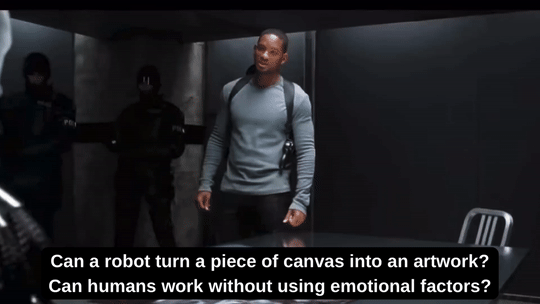 Can a robot turn a piece of canvas into an artwork?
Can humans work without using emotional factors?